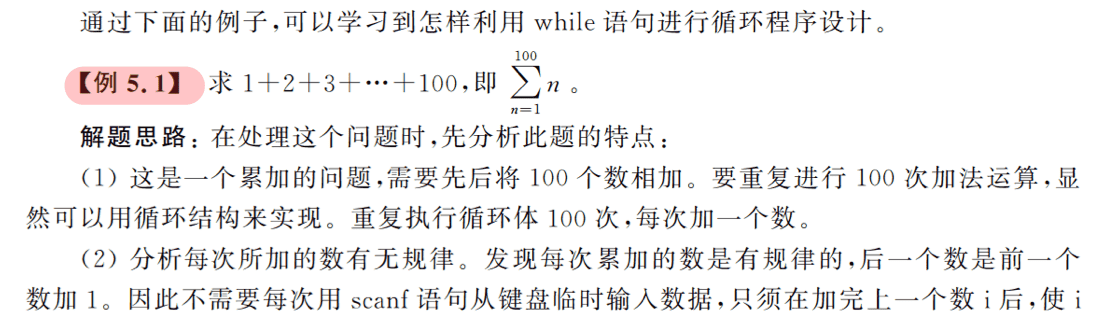 通过下面的例子,可以学习到怎样利用 while 语句进行循环程序设计。
【例 5.1】 求 1+2+3+…+100,即 $\sum_{n=1}^{100} n$ 。
解题思路:在处理这个问题时,先分析此题的特点:
(1) 这是一个累加的问题,需要先后将 100 个数相加。要重复进行 100 次加法运算,显
然可以用循环结构来实现。重复执行循环体 100 次,每次加一个数。
(2) 分析每次所加的数有无规律。发现每次累加的数是有规律的,后一个数是前一个
数加 1。因此不需要每次用 scanf 语句从键盘临时输入数据,只须在加完上一个数 i 后,使 i